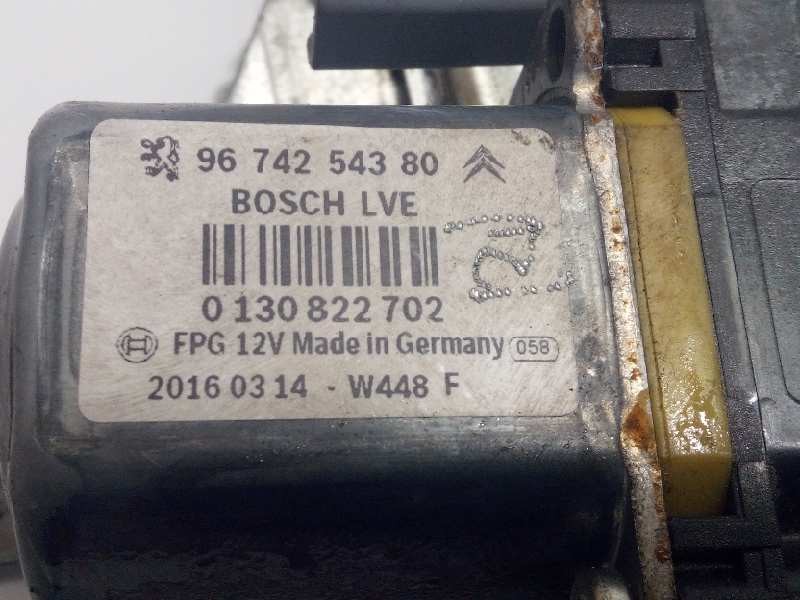 96 742 543 80
BOSCH LVE
0 130 822 702
FPG 12V Made in Germany 058
2016 03 14 - W448 F